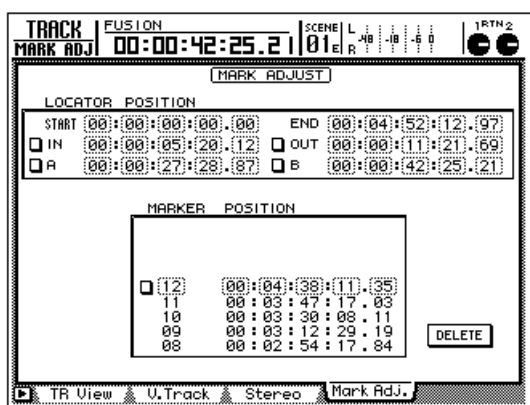 TRACK FUSION SCENE L 1 RTN 2
MARK ADJ 00:00:42:25.21 01E E R -48 -18 -6 0
MARK ADJUST
LOCATOR POSITION
START 00:00:00:00.00 END 00:04:52:12.97
IN 00:00:05:20.12 OUT 00:00:11:21.69
A 00:00:27:28.87 B 00:00:42:25.21
MARKER POSITION
12 00:04:38:11.35
11 00:03:47:17.03
10 00:03:30:08.11
09 00:03:12:29.19
08 00:02:54:17.84
DELETE
TR View V.Track Stereo Mark Adj.